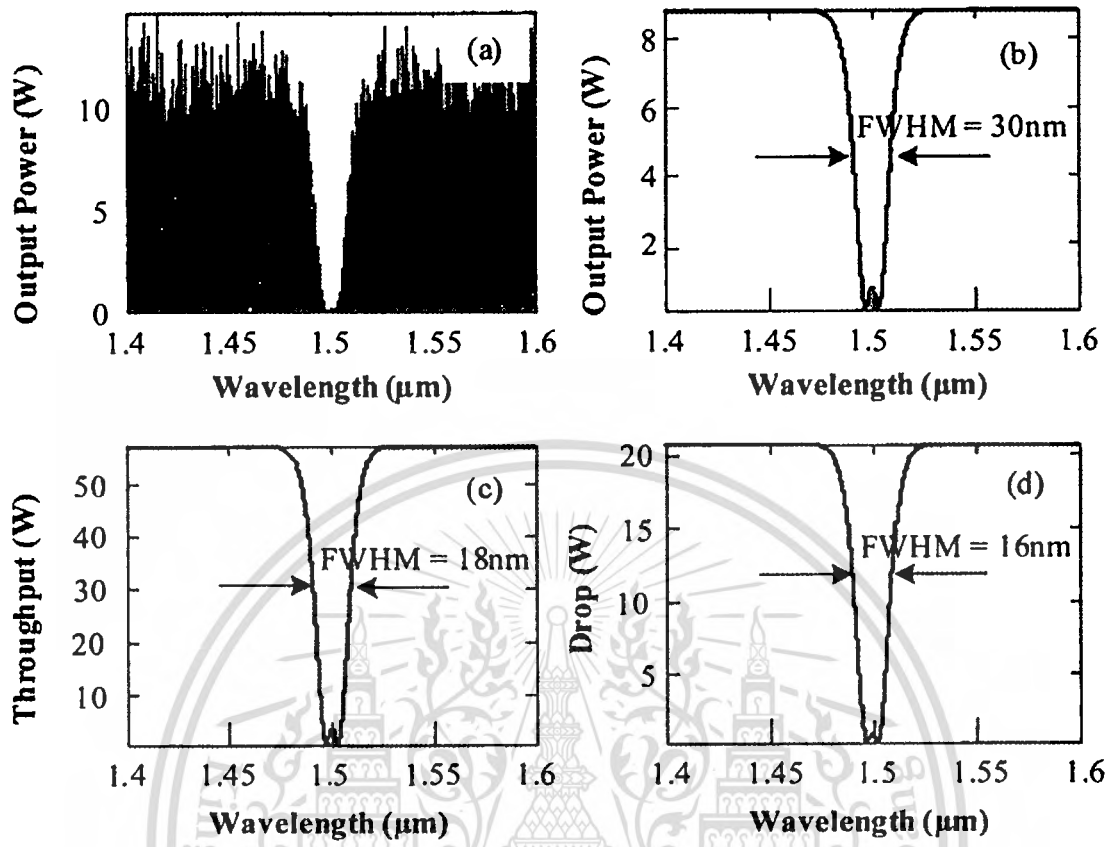 (a)
Output Power (W)
10
5
0
1.4 1.45 1.5 1.55 1.6
Wavelength (µm)
(b)
Output Power (W)
8
6
4
2
FWHM = 30nm
1.4 1.45 1.5 1.55 1.6
Wavelength (µm)
(c)
Throughput (W)
50
40
30
20
10
FWHM = 18nm
1.4 1.45 1.5 1.55 1.6
Wavelength (µm)
(d)
Drop (W)
20
15
10
5
FWHM = 16nm
1.4 1.45 1.5 1.55 1.6
Wavelength (µm)